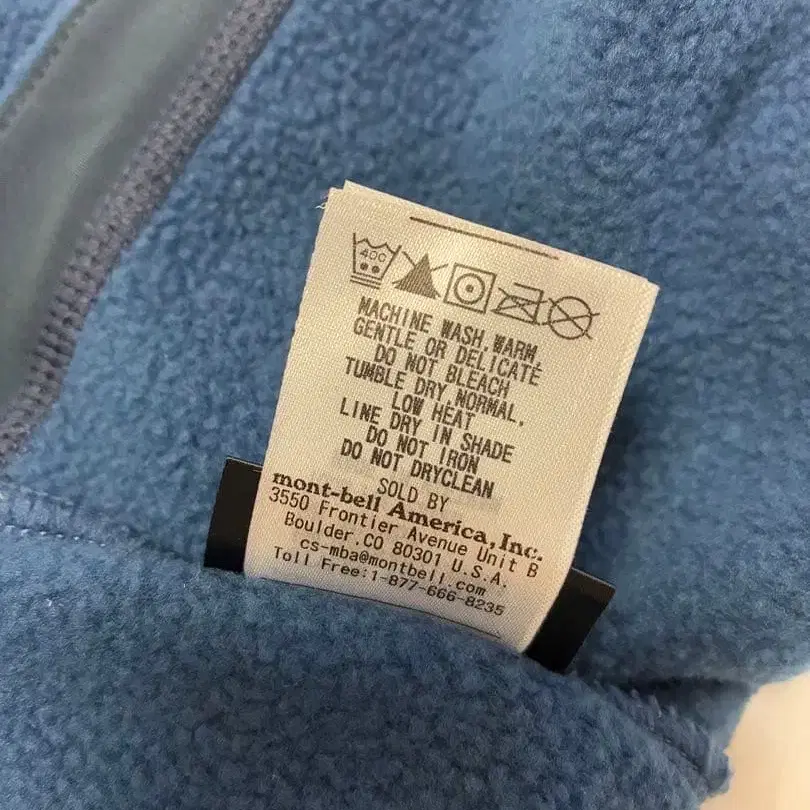 40C
MACHINE WASH, WARM,
GENTLE OR DELICATE
DO NOT BLEACH
TUMBLE DRY NORMAL,
LOW HEAT
LINE DRY IN SHADE
DO NOT IRON
DO NOT DRYCLEAN
SOLD BY
mont-bell America, Inc.
3550 Frontier Avenue Unit B
Boulder.CO 80301 U.S.A.
cs-mba@montbell.com
Toll Free:1-877-666-8235